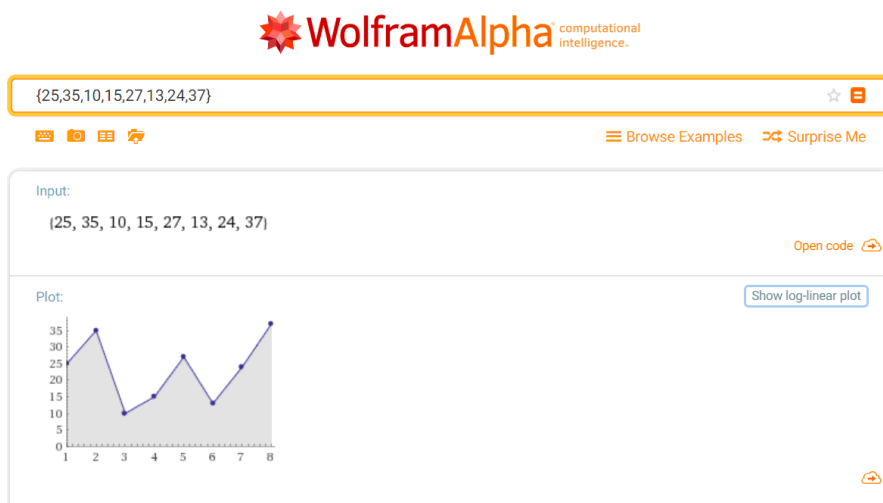 WolframAlpha computational intelligence.
{25,35,10,15,27,13,24,37}
Browse Examples Surprise Me
Input:
{25, 35, 10, 15, 27, 13, 24, 37}
Open code
Plot:
Show log-linear plot
35
30
25
20
15
10
5
0
1 2 3 4 5 6 7 8